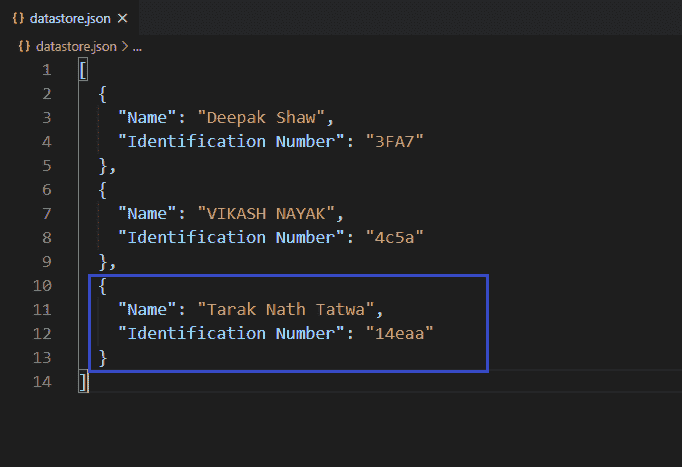 {} datastore.json ×
{} datastore.json > ...
1 [
2 {
3 "Name": "Deepak Shaw",
4 "Identification Number": "3FA7"
5 },
6 {
7 "Name": "VIKASH NAYAK",
8 "Identification Number": "4c5a"
9 },
10 {
11 "Name": "Tarak Nath Tatwa",
12 "Identification Number": "14eaa"
13 }
14 ]